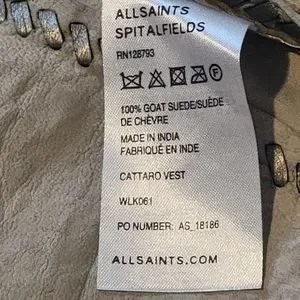 ALLSAINTS
SPITALFIELDS
RN128793
F
100% GOAT SUEDE/SUÈDE
DE CHÈVRE
MADE IN INDIA
FABRIQUÉ EN INDE
CATTARO VEST
WLK061
PO NUMBER: AS_18186
ALLSAINTS.COM